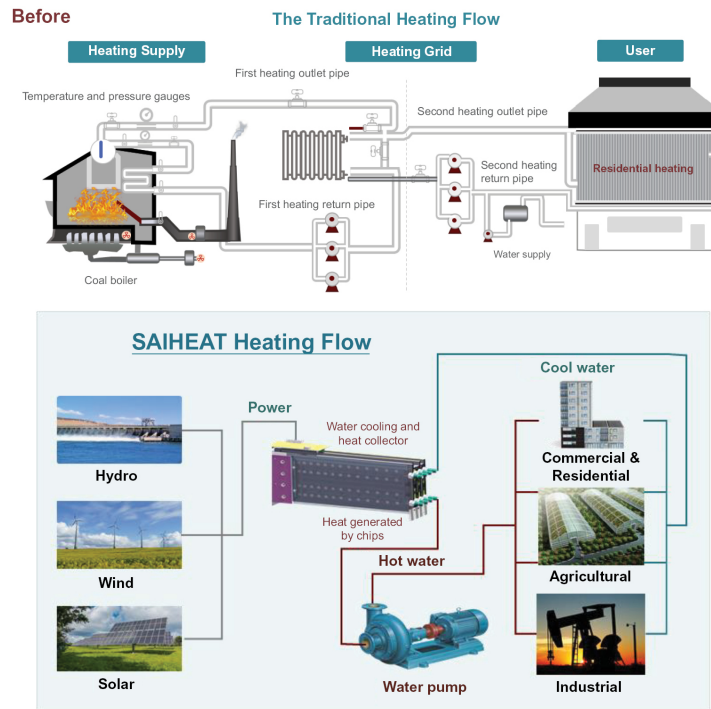 Before
The Traditional Heating Flow
Heating Supply
Heating Grid
User
First heating outlet pipe
Temperature and pressure gauges
Second heating outlet pipe
Second heating
return pipe
Residential heating
First heating return pipe
Water supply
Coal boiler
SAIHEAT Heating Flow
Cool water
Power
Water cooling and
heat collector
Hydro
Commercial &
Residential
Heat generated
by chips
Hot water
Wind
Agricultural
Solar
Water pump
Industrial